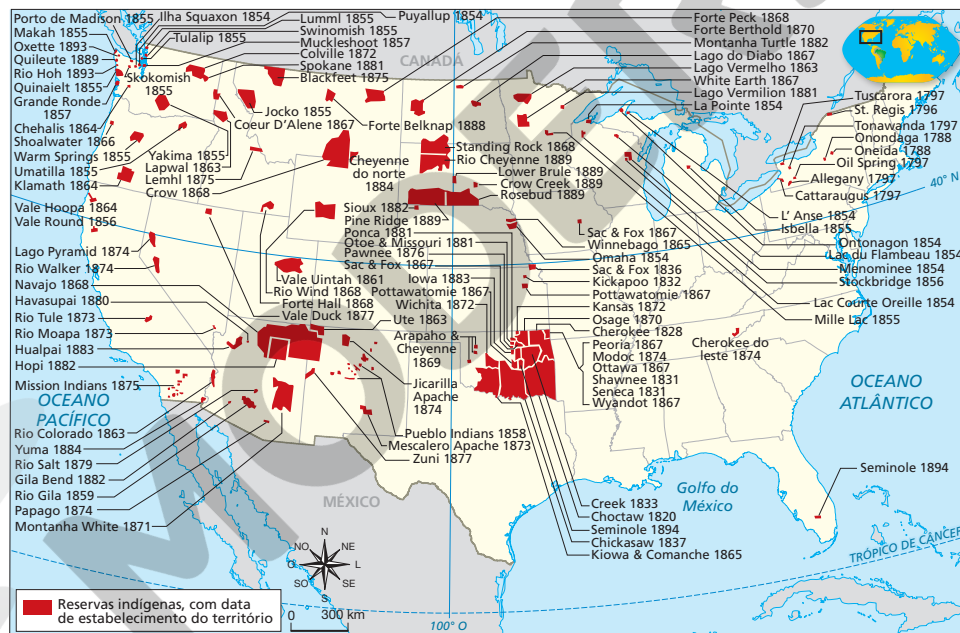 Porto de Madison 1855
Makah 1855
Oxette 1893
Quileute 1889
Rio Hoh 1893
Quinaielt 1855
Grande Ronde
1857
Chehalis 1864
Shoalwater 1866
Warm Springs 1855
Umatilla 1855
Klamath 1864
Vale Hoopa 1864
Vale Round 1856
Lago Pyramid 1874
Rio Walker 1874
Navajo 1868
Havasupai 1880
Rio Tule 1873
Rio Moapa 1873
Hualpai 1883
Hopi 1882
Mission Indians 1875
OCEANO
PACÍFICO
Rio Colorado 1863
Yuma 1884
Rio Salt 1879
Gila Bend 1882
Rio Gila 1859
Papago 1874
Montanha White 1871
Ilha Squaxon 1854
Tulalip 1855
Skokomish
1855
Lumml 1855
Swinomish 1855
Muckleshoot 1857
Colville 1872
Spokane 1881
Blackfeet 1875
Puyallup 1854
CANADÁ
Jocko 1855
Coeur D'Alene 1867
Forte Belknap 1888
Yakima 1855
Lapwal 1863
Lemhl 1875
Crow 1868
Cheyenne
do norte
1884
Forte Peck 1868
Forte Berthold 1870
Montanha Turtle 1882
Lago do Diabo 1867
Lago Vermelho 1863
White Earth 1867
Lago Vermilion 1881
La Pointe 1854
Standing Rock 1868
Rio Cheyenne 1889
Lower Brule 1889
Crow Creek 1889
Rosebud 1889
Sioux 1882
Pine Ridge 1889
Ponca 1881
Otoe & Missouri 1881
Pawnee 1876
Sac & Fox 1867
Iowa 1883
Pottawatomie 1867
Wichita 1872
Vale Uintah 1861
Rio Wind 1868
Forte Hall 1868
Vale Duck 1877
Ute 1863
Arapaho &
Cheyenne
1869
Jicarilla
Apache
1874
Pueblo Indians 1858
Mescalero Apache 1873
Zuni 1877
Sac & Fox 1867
Winnebago 1865
Omaha 1854
Sac & Fox 1836
Kickapoo 1832
Pottawatomie 1867
Kansas 1872
Osage 1870
Cherokee 1828
Peoria 1867
Modoc 1874
Ottawa 1867
Shawnee 1831
Seneca 1831
Wyandot 1867
Cherokee do
leste 1874
Tuscarora 1797
St. Regis 1796
Tonawanda 1797
Onondaga 1788
Oneida 1788
Oil Spring 1797
Allegany 1797
Cattaraugus 1797
40° N
L' Anse 1854
Isbella 1855
Ontonagon 1854
Lac du Flambeau 1854
Menominee 1854
Stockbridge 1856
Lac Courte Oreille 1854
Mille Lac 1855
OCEANO
ATLÂNTICO
Seminole 1894
Golfo do
México
MÉXICO
Creek 1833
Choctaw 1820
Seminole 1894
Chickasaw 1837
Kiowa & Comanche 1865
TRÓPICO DE CÂNCER
N
NO NE
O L
SO SE
S
Reservas indígenas, com data
de estabelecimento do território
0 300 km
100° O